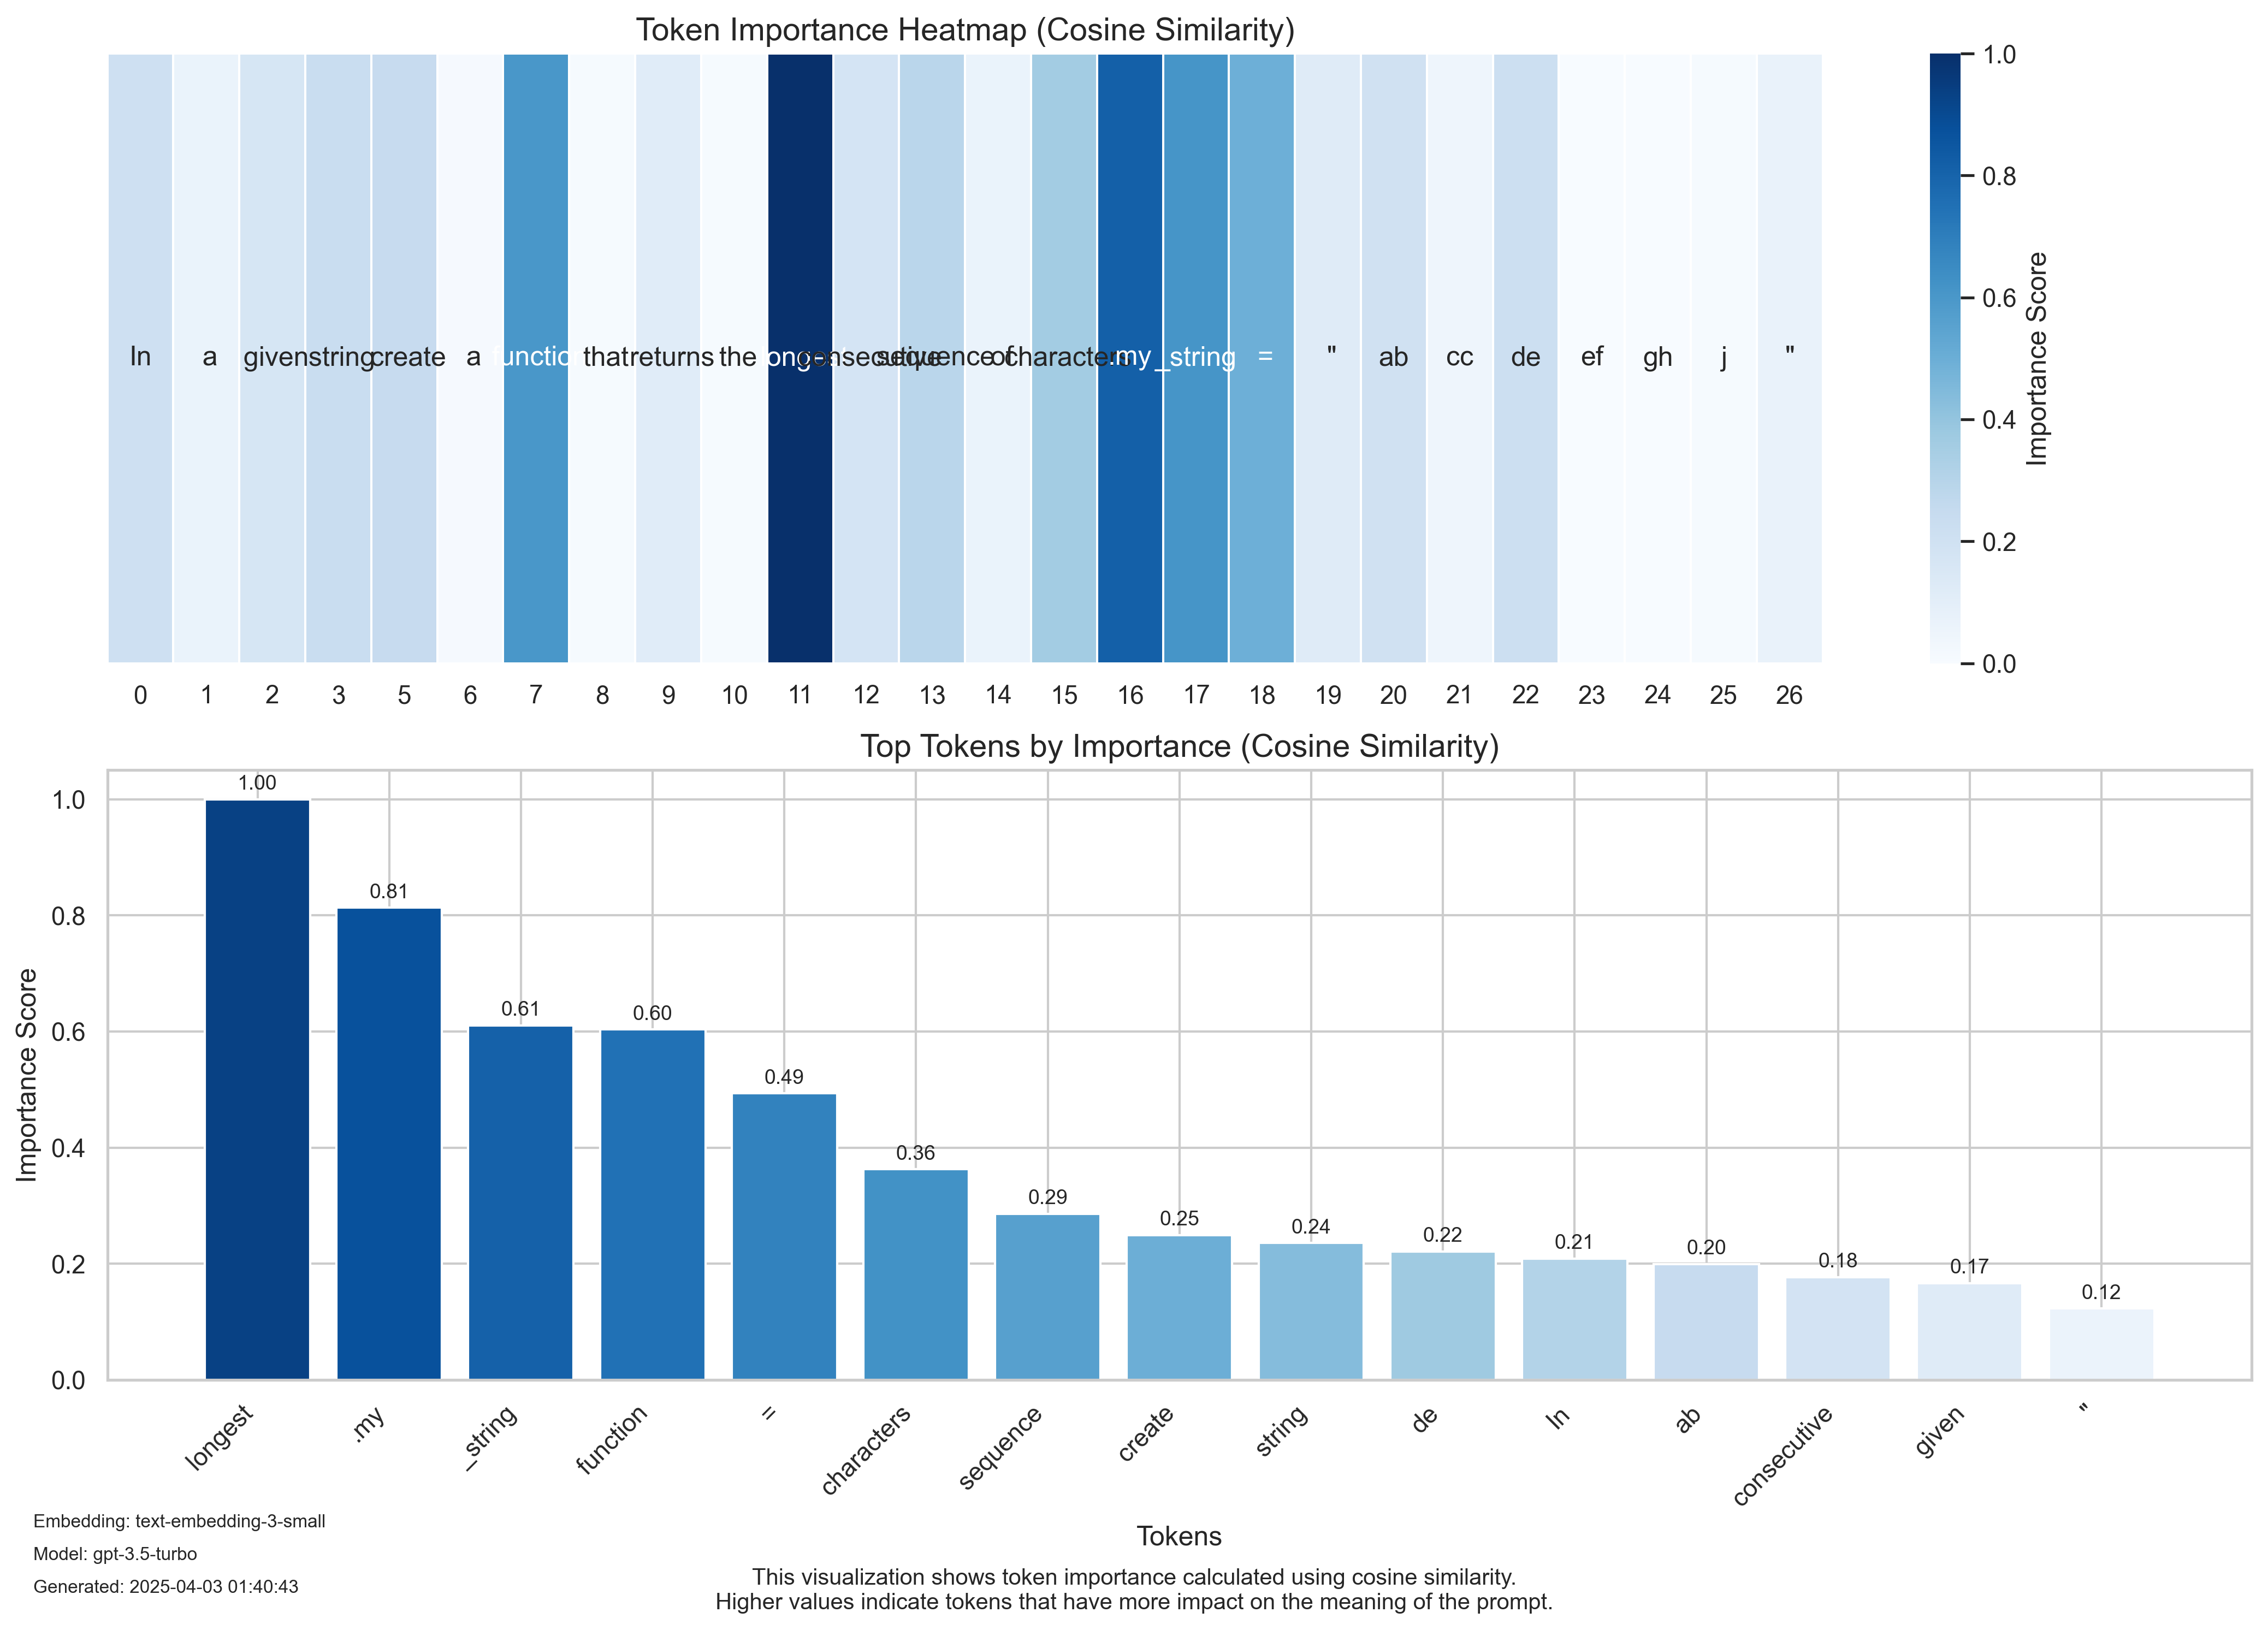 Token Importance Heatmap (Cosine Similarity)
In a given string create a functio that returns the longest consecutive sequence of characters .my _string = " ab cc de ef gh j "
0 1 2 3 5 6 7 8 9 10 11 12 13 14 15 16 17 18 19 20 21 22 23 24 25 26
1.0
0.8
0.6
0.4
0.2
0.0
Importance Score
Top Tokens by Importance (Cosine Similarity)
Importance Score
1.0
0.8
0.6
0.4
0.2
0.0
1.00 0.81 0.61 0.60 0.49 0.36 0.29 0.25 0.24 0.22 0.21 0.20 0.18 0.17 0.12
longest .my _string function = characters sequence create string de In ab consecutive given "
Tokens
Embedding: text-embedding-3-small
Model: gpt-3.5-turbo
Generated: 2025-04-03 01:40:43
This visualization shows token importance calculated using cosine similarity.
Higher values indicate tokens that have more impact on the meaning of the prompt.